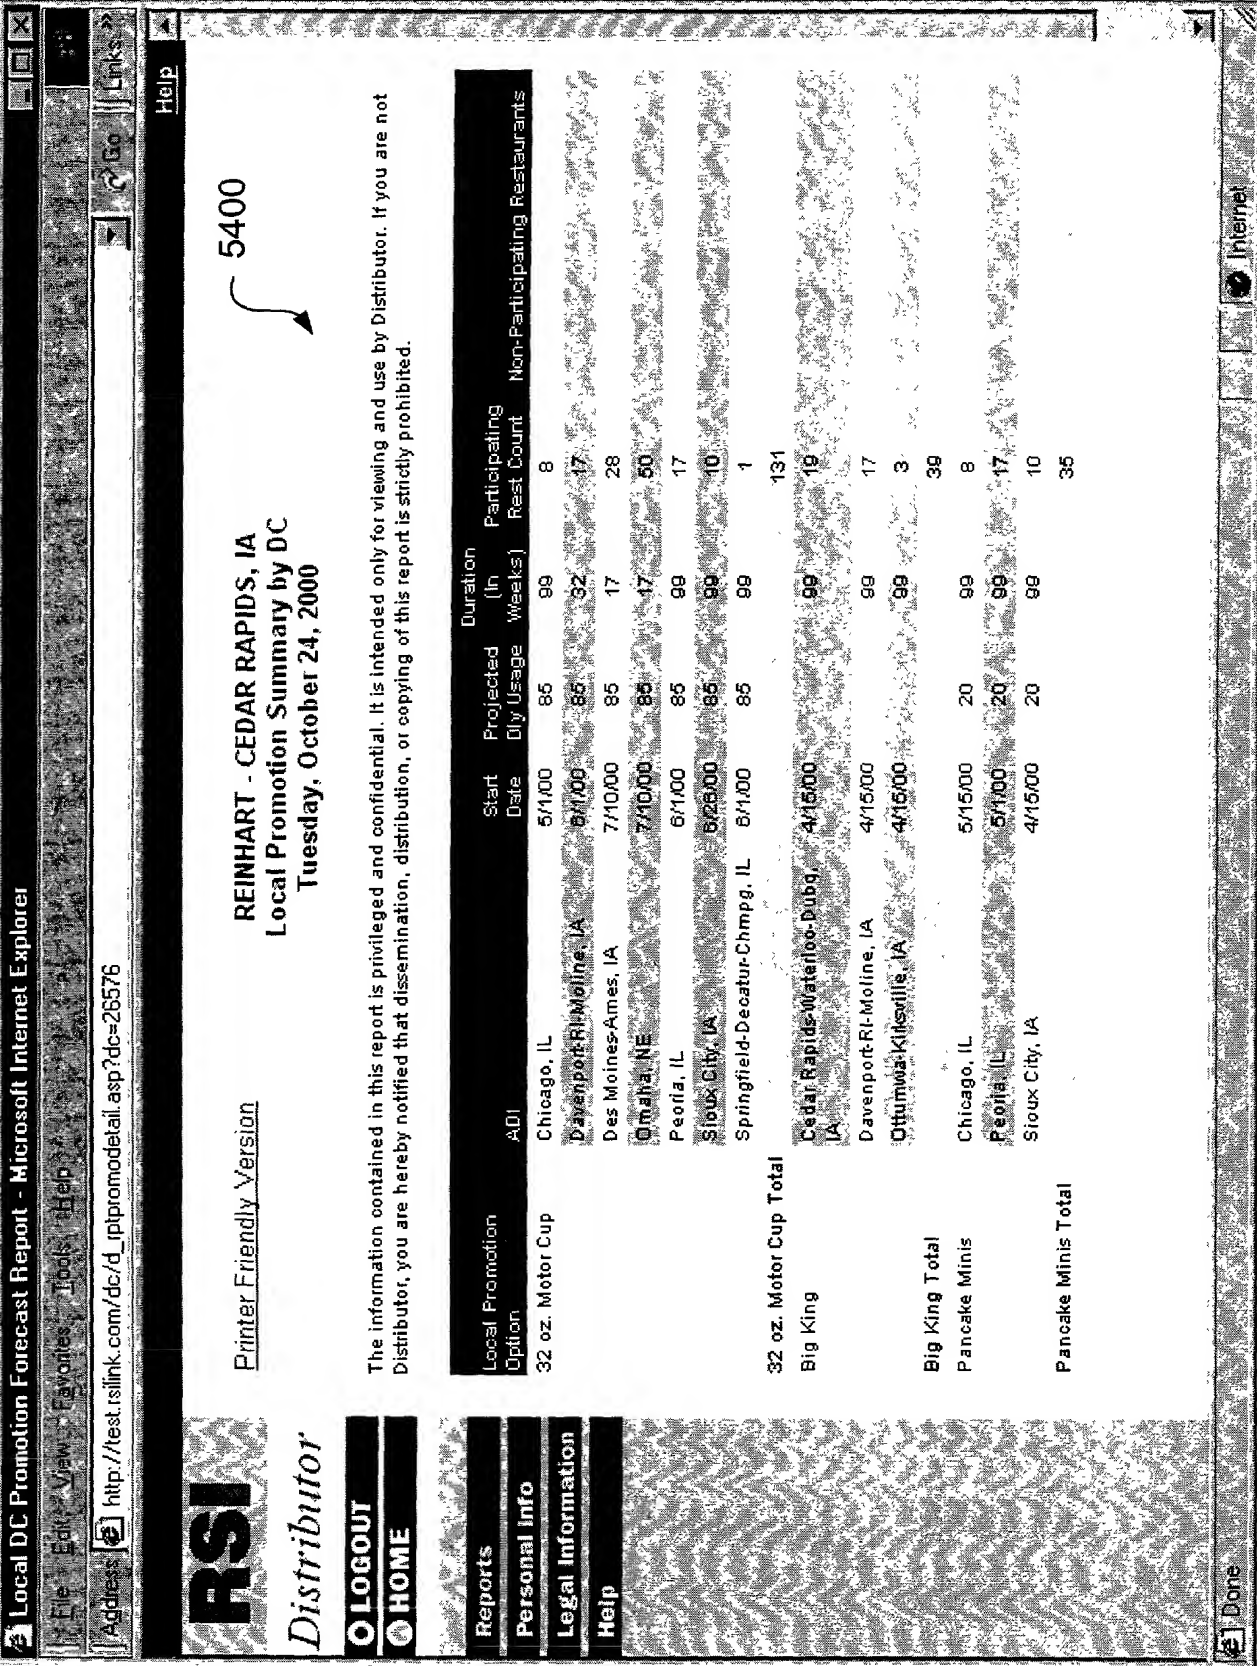 Local DC Promotion Forecast Report - Microsoft Internet Explorer
File Edit View Favorites Tools Help
Address http://test.rsilink.com/dc/d_rptpromodetail.asp?dc=26576 Go Links »
Help
RSI
Distributor
LOGOUT
HOME
Reports
Personal Info
Legal Information
Help
Printer Friendly Version
REINHART - CEDAR RAPIDS, IA
Local Promotion Summary by DC
Tuesday, October 24, 2000
5400
The information contained in this report is privileged and confidential. It is intended only for viewing and use by Distributor. If you are not
Distributor, you are hereby notified that dissemination, distribution, or copying of this report is strictly prohibited.
Duration
Local Promotion Start Projected (In Participating
Option ADI Date Dly Usage Weeks) Rest Count Non-Participating Restaurants
32 oz. Motor Cup Chicago, IL 5/1/00 85 99 8
Davenport-RI-Moline, IA 6/1/00 85 32 17
Des Moines-Ames, IA 7/10/00 85 17 28
Omaha, NE 7/10/00 85 17 50
Peoria, IL 6/1/00 85 99 17
Sioux City, IA 6/26/00 85 99 10
Springfield-Decatur-Chmpg, IL 6/1/00 85 99 1
32 oz. Motor Cup Total 131
Big King Cedar Rapids-Waterloo-Dubq, 4/15/00 99 19
IA
Davenport-RI-Moline, IA 4/15/00 99 17
Ottumwa-Kirksville, IA 4/15/00 99 3
Big King Total 39
Pancake Minis Chicago, IL 5/15/00 20 99 8
Peoria, IL 5/1/00 20 99 17
Sioux City, IA 4/15/00 20 99 10
Pancake Minis Total 35
Done Internet